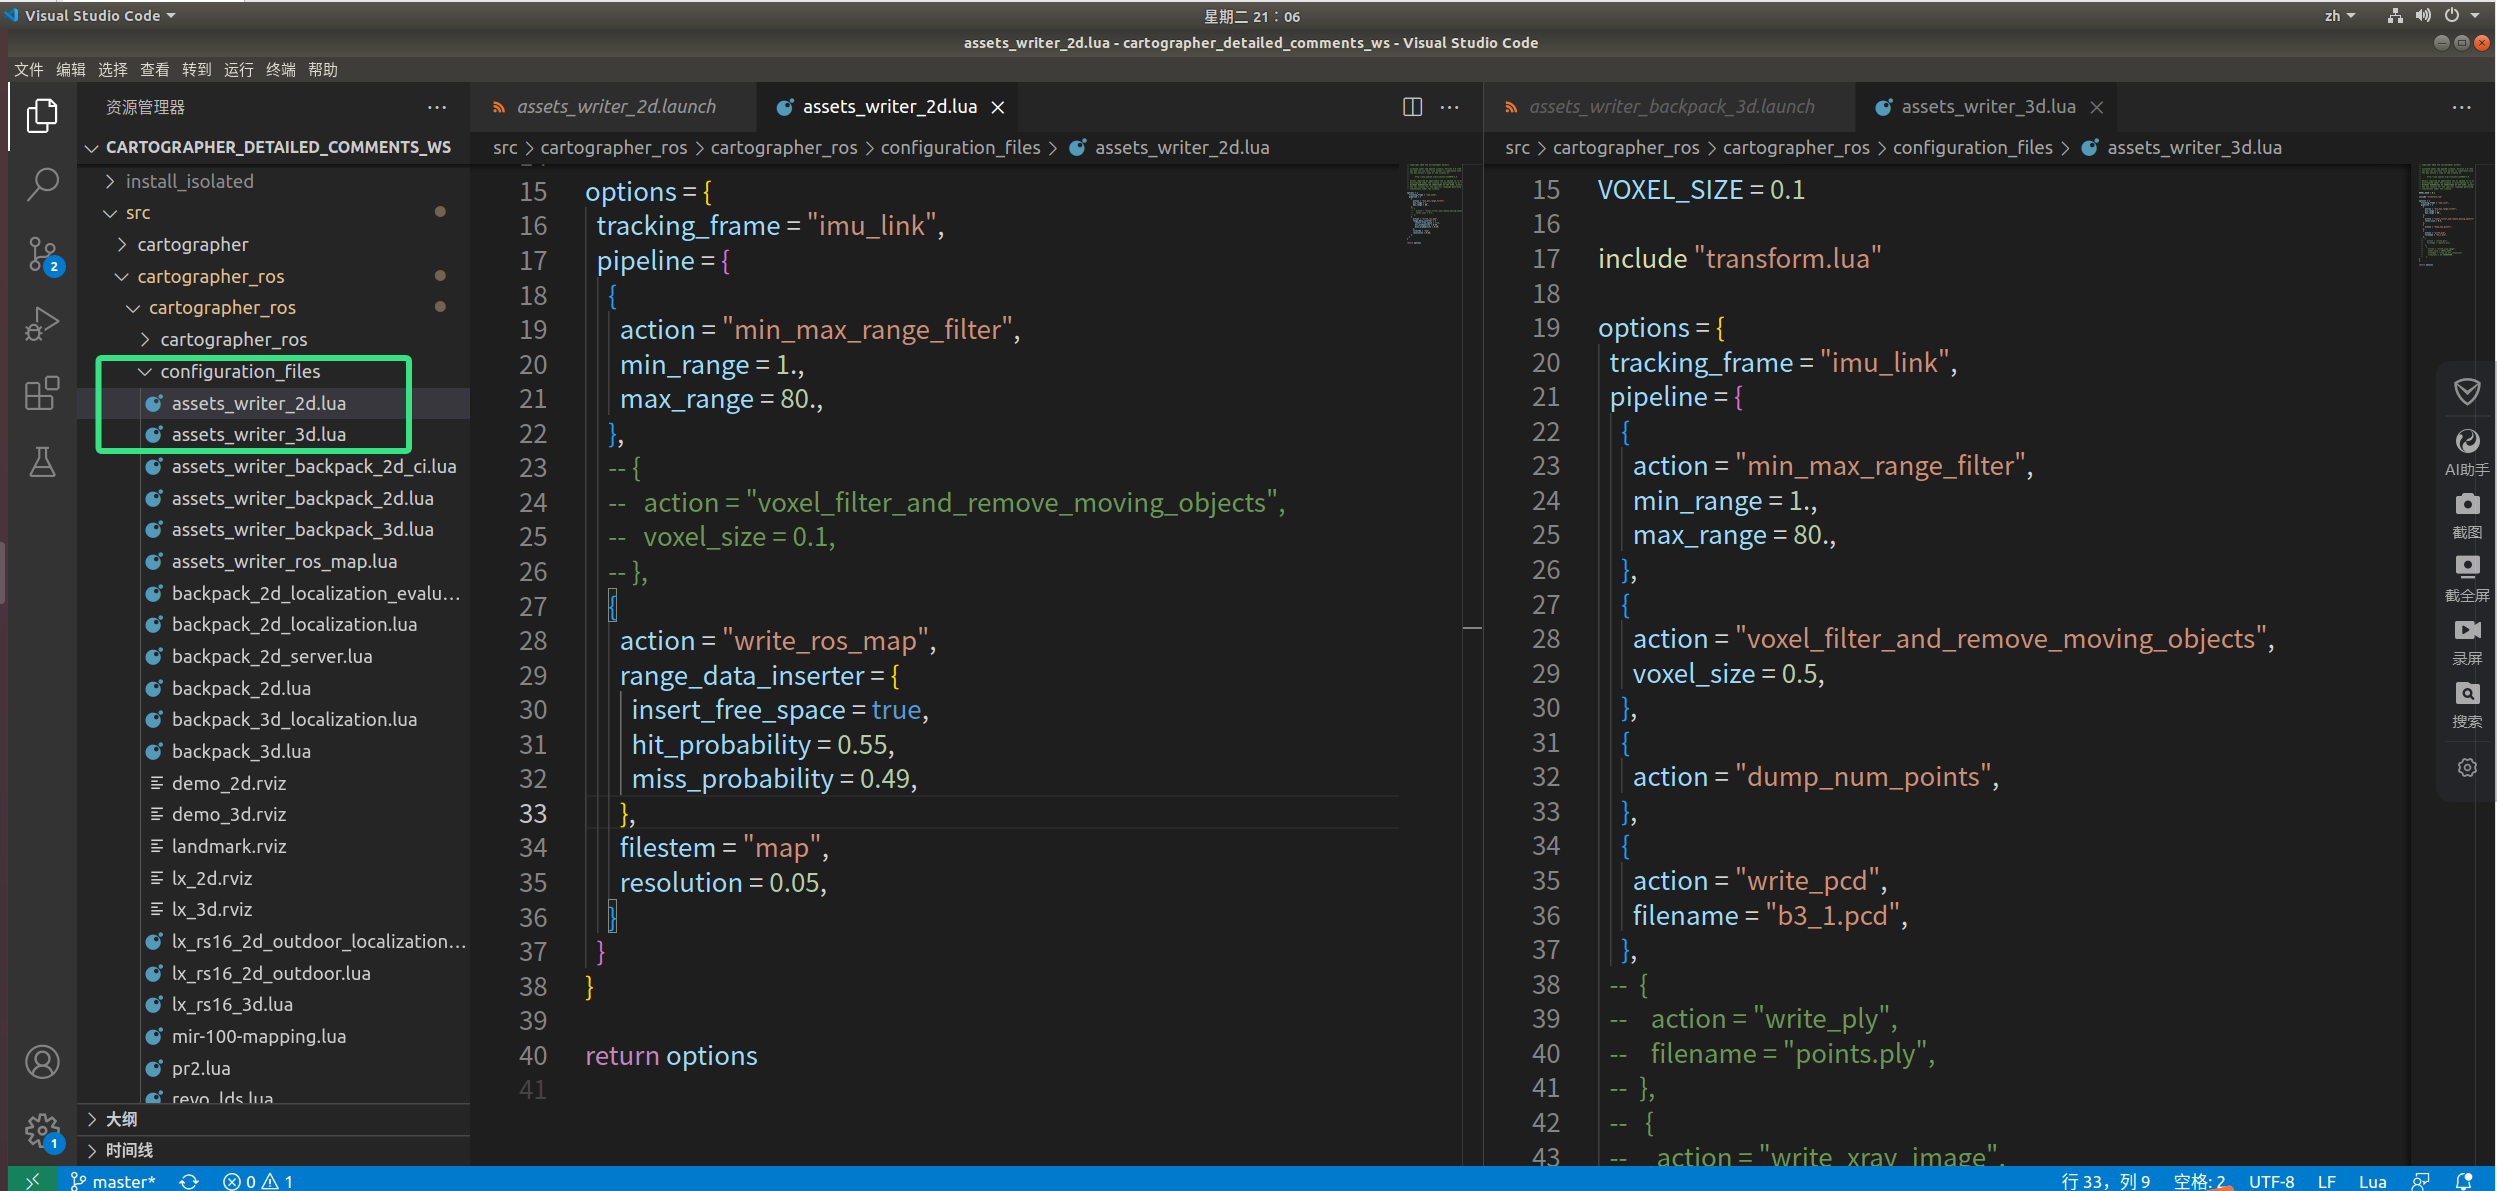 Visual Studio Code
星期二 21：06
zh
assets_writer_2d.lua - cartographer_detailed_comments_ws - Visual Studio Code
文件 编辑 选择 查看 转到 运行 终端 帮助
资源管理器
CARTOGRAPHER_DETAILED_COMMENTS_WS
install_isolated
src
cartographer
cartographer_ros
cartographer_ros
cartographer_ros
configuration_files
assets_writer_2d.lua
assets_writer_3d.lua
assets_writer_backpack_2d_ci.lua
assets_writer_backpack_2d.lua
assets_writer_backpack_3d.lua
assets_writer_ros_map.lua
backpack_2d_localization_evalu...
backpack_2d_localization.lua
backpack_2d_server.lua
backpack_2d.lua
backpack_3d_localization.lua
backpack_3d.lua
demo_2d.rviz
demo_3d.rviz
landmark.rviz
lx_2d.rviz
lx_3d.rviz
lx_rs16_2d_outdoor_localization...
lx_rs16_2d_outdoor.lua
lx_rs16_3d.lua
mir-100-mapping.lua
pr2.lua
revo_lds.lua
大纲
时间线
2
1
assets_writer_2d.launch
assets_writer_2d.lua
src > cartographer_ros > cartographer_ros > configuration_files > assets_writer_2d.lua
15 options = {
16 tracking_frame = "imu_link",
17 pipeline = {
18 {
19 action = "min_max_range_filter",
20 min_range = 1.,
21 max_range = 80.,
22 },
23 -- {
24 -- action = "voxel_filter_and_remove_moving_objects",
25 -- voxel_size = 0.1,
26 -- },
27 {
28 action = "write_ros_map",
29 range_data_inserter = {
30 insert_free_space = true,
31 hit_probability = 0.55,
32 miss_probability = 0.49,
33 },
34 filestem = "map",
35 resolution = 0.05,
36 }
37 }
38 }
39
40 return options
41
assets_writer_backpack_3d.launch
assets_writer_3d.lua
src > cartographer_ros > cartographer_ros > configuration_files > assets_writer_3d.lua
15 VOXEL_SIZE = 0.1
16
17 include "transform.lua"
18
19 options = {
20 tracking_frame = "imu_link",
21 pipeline = {
22 {
23 action = "min_max_range_filter",
24 min_range = 1.,
25 max_range = 80.,
26 },
27 {
28 action = "voxel_filter_and_remove_moving_objects",
29 voxel_size = 0.5,
30 },
31 {
32 action = "dump_num_points",
33 },
34 {
35 action = "write_pcd",
36 filename = "b3_1.pcd",
37 },
38 -- {
39 -- action = "write_ply",
40 -- filename = "points.ply",
41 -- },
42 -- {
43 -- action = "write_xray_image",
AI助手
截图
截全屏
录屏
搜索
master* 0 1
行 33，列 9 空格: 2 UTF-8 LF Lua